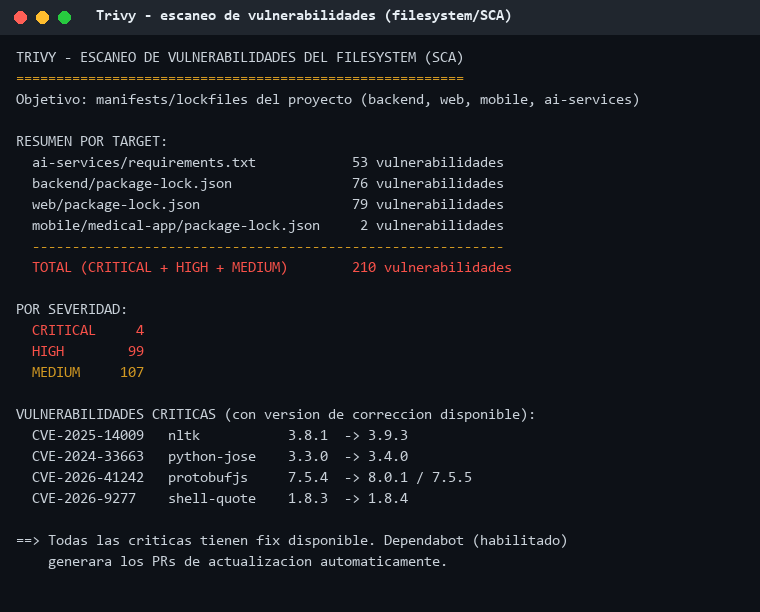 Trivy - escaneo de vulnerabilidades (filesystem/SCA)
TRIVY - ESCANEO DE VULNERABILIDADES DEL FILESYSTEM (SCA)
========================================================
Objetivo: manifests/lockfiles del proyecto (backend, web, mobile, ai-services)
RESUMEN POR TARGET:
ai-services/requirements.txt            53 vulnerabilidades
backend/package-lock.json               76 vulnerabilidades
web/package-lock.json                   79 vulnerabilidades
mobile/medical-app/package-lock.json     2 vulnerabilidades
-----------------------------------------------------------
TOTAL (CRITICAL + HIGH + MEDIUM)        210 vulnerabilidades
POR SEVERIDAD:
CRITICAL     4
HIGH        99
MEDIUM     107
VULNERABILIDADES CRITICAS (con version de correccion disponible):
CVE-2025-14009   nltk           3.8.1  -> 3.9.3
CVE-2024-33663   python-jose    3.3.0  -> 3.4.0
CVE-2026-41242   protobufjs     7.5.4  -> 8.0.1 / 7.5.5
CVE-2026-9277    shell-quote    1.8.3  -> 1.8.4
==> Todas las criticas tienen fix disponible. Dependabot (habilitado)
generara los PRs de actualizacion automaticamente.